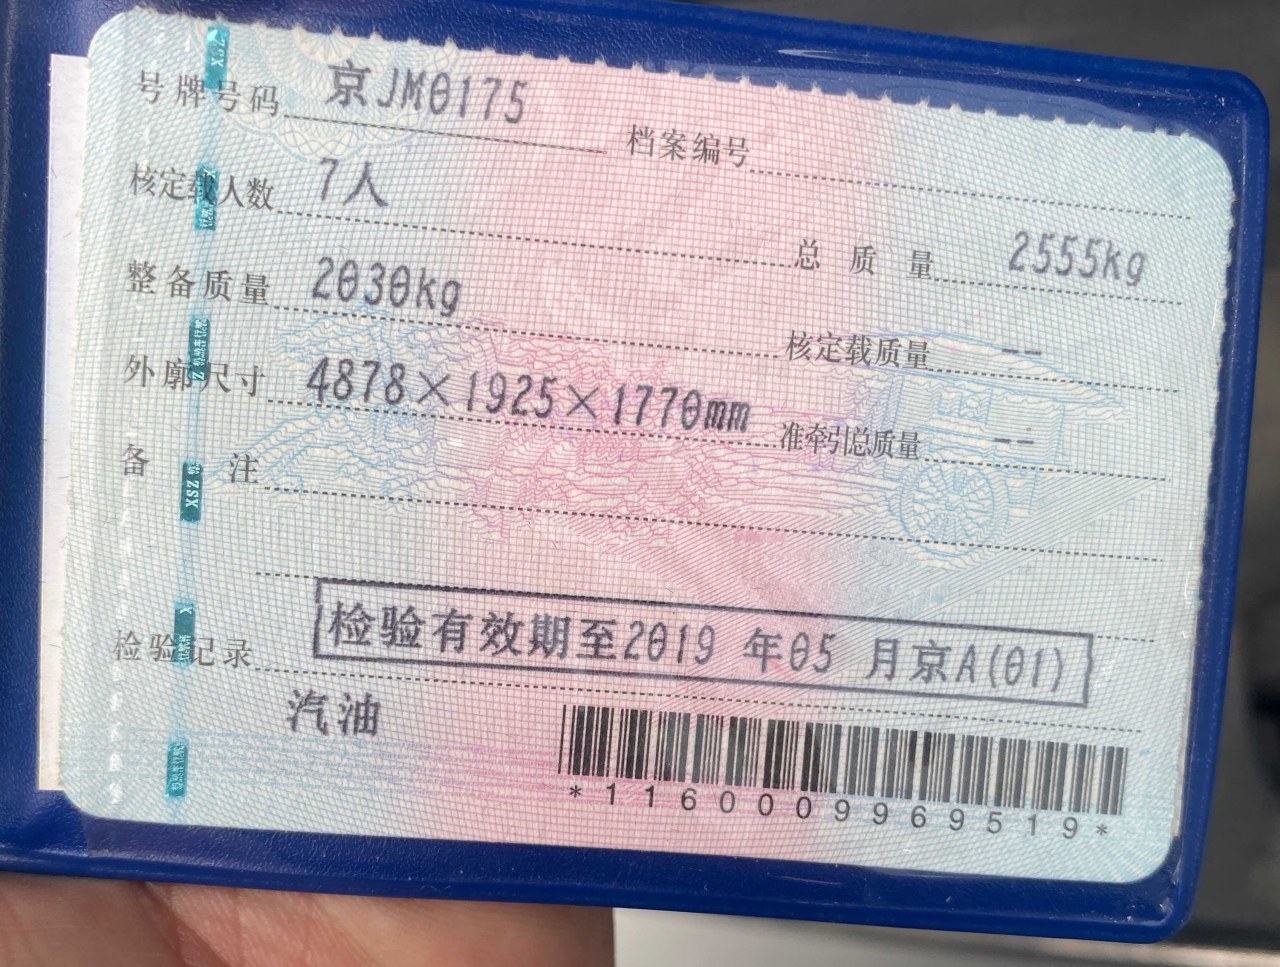 号牌号码 京JM0175 档案编号
核定载人数 7人 总质量 2555kg
整备质量 2030kg 核定载质量 --
外廓尺寸 4878×1925×1770mm 准牵引总质量 --
备注
检验记录 检验有效期至2019 年05 月京A(01)
汽油
*1160009969519*
XSZ